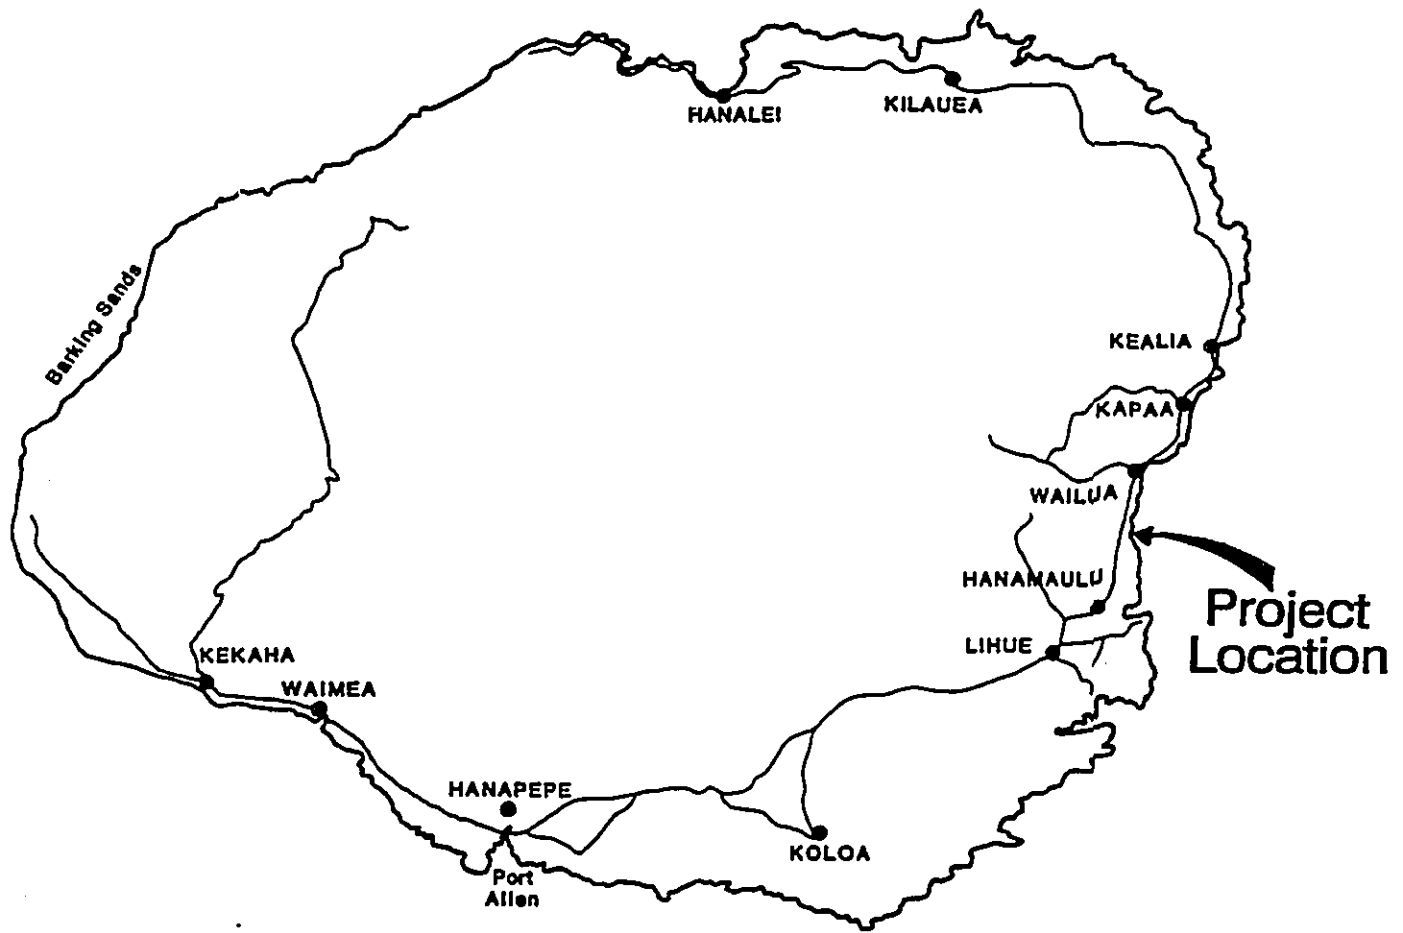 HANALEI
KILAUEA
Barking Sands
KEALIA
KAPAA
WAILUA
HANAMAULU
Project
Location
LIHUE
KEKAHA
WAIMEA
HANAPEPE
KOLOA
Port
Allen